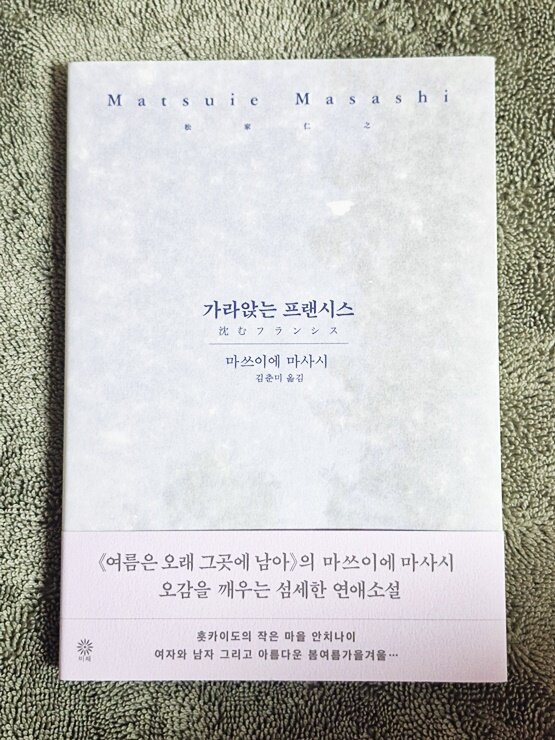 Matsuie Masashi
松家仁之
가라앉는 프랜시스
沈むフランシス
마쓰이에 마사시
김춘미 옮김
《여름은 오래 그곳에 남아》의 마쓰이에 마사시
오감을 깨우는 섬세한 연애소설
홋카이도의 작은 마을 안치나이
여자와 남자 그리고 아름다운 봄여름가을겨울…
비채